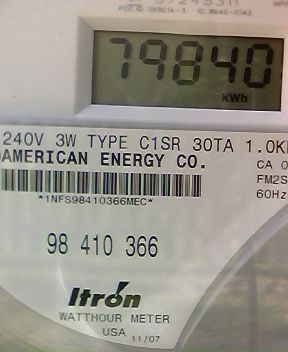 79840
kWh
240V 3W TYPE C1SR 30TA 1.0K
AMERICAN ENERGY CO.
CA
FM2S
60Hz
*1NFS98410366MEC*
98 410 366
Itron
WATTHOUR METER
USA 11/07